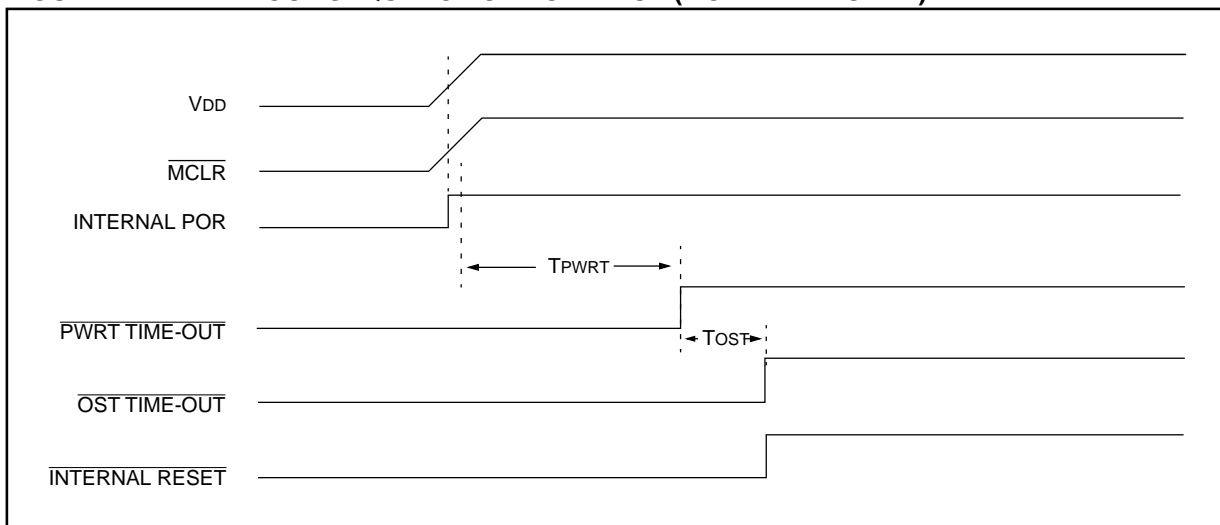 VDD
MCLR
INTERNAL POR
TPWRT
PWRT TIME-OUT
TOST
OST TIME-OUT
INTERNAL RESET